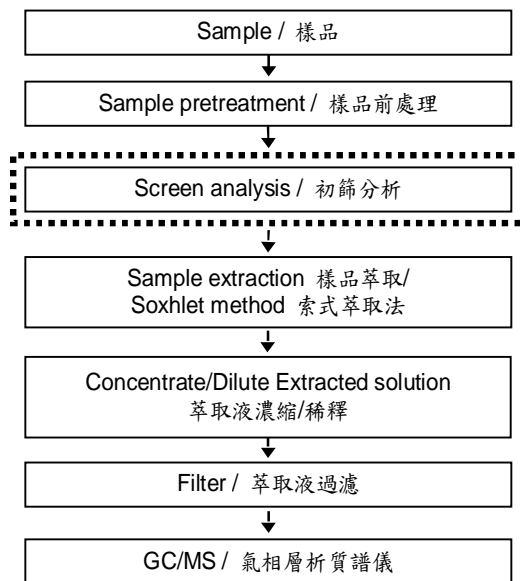 Sample / 樣品
Sample pretreatment / 樣品前處理
Screen analysis / 初篩分析
Sample extraction 樣品萃取/
Soxhlet method 索式萃取法
Concentrate/Dilute Extracted solution
萃取液濃縮/稀釋
Filter / 萃取液過濾
GC/MS / 氣相層析質譜儀